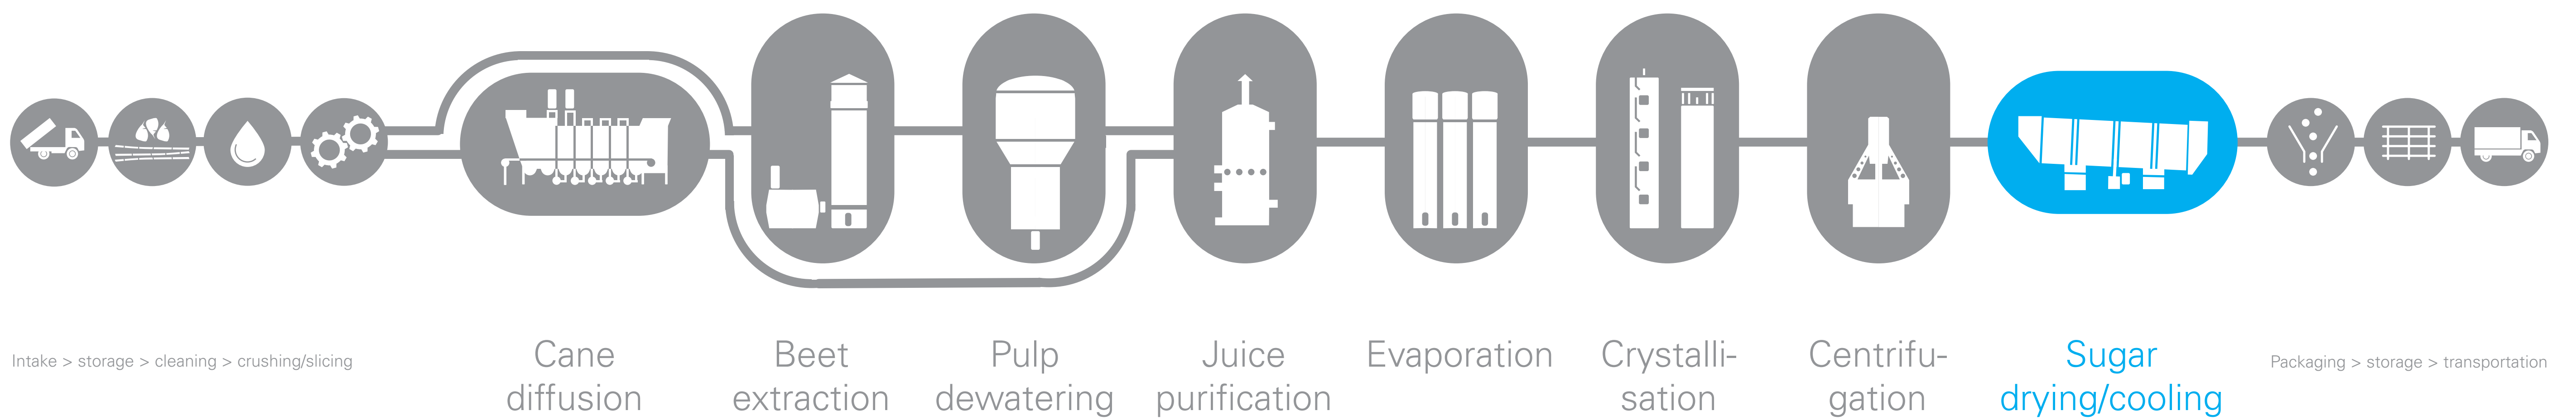 Intake > storage > cleaning > crushing/slicing
Cane
diffusion
Beet
extraction
Pulp
dewatering
Juice
purification
Evaporation
Crystalli-
sation
Centrifu-
gation
Sugar
drying/cooling
Packaging > storage > transportation